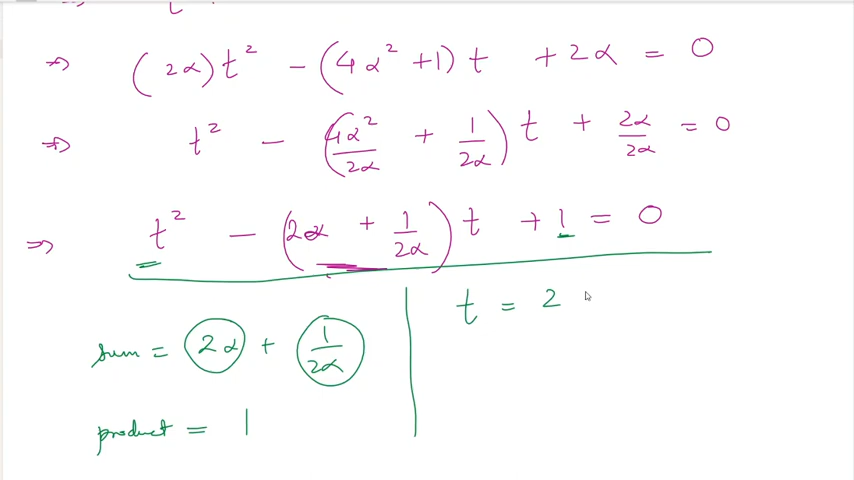 ⇒ t
⇒ (2α)t² - (4α² + 1) t + 2α = 0
⇒ t² - (4α²/2α + 1/2α) t + 2α/2α = 0
⇒ t² - (2α + 1/2α) t + 1 = 0
sum = 2α + 1/2α
product = 1
t = 2